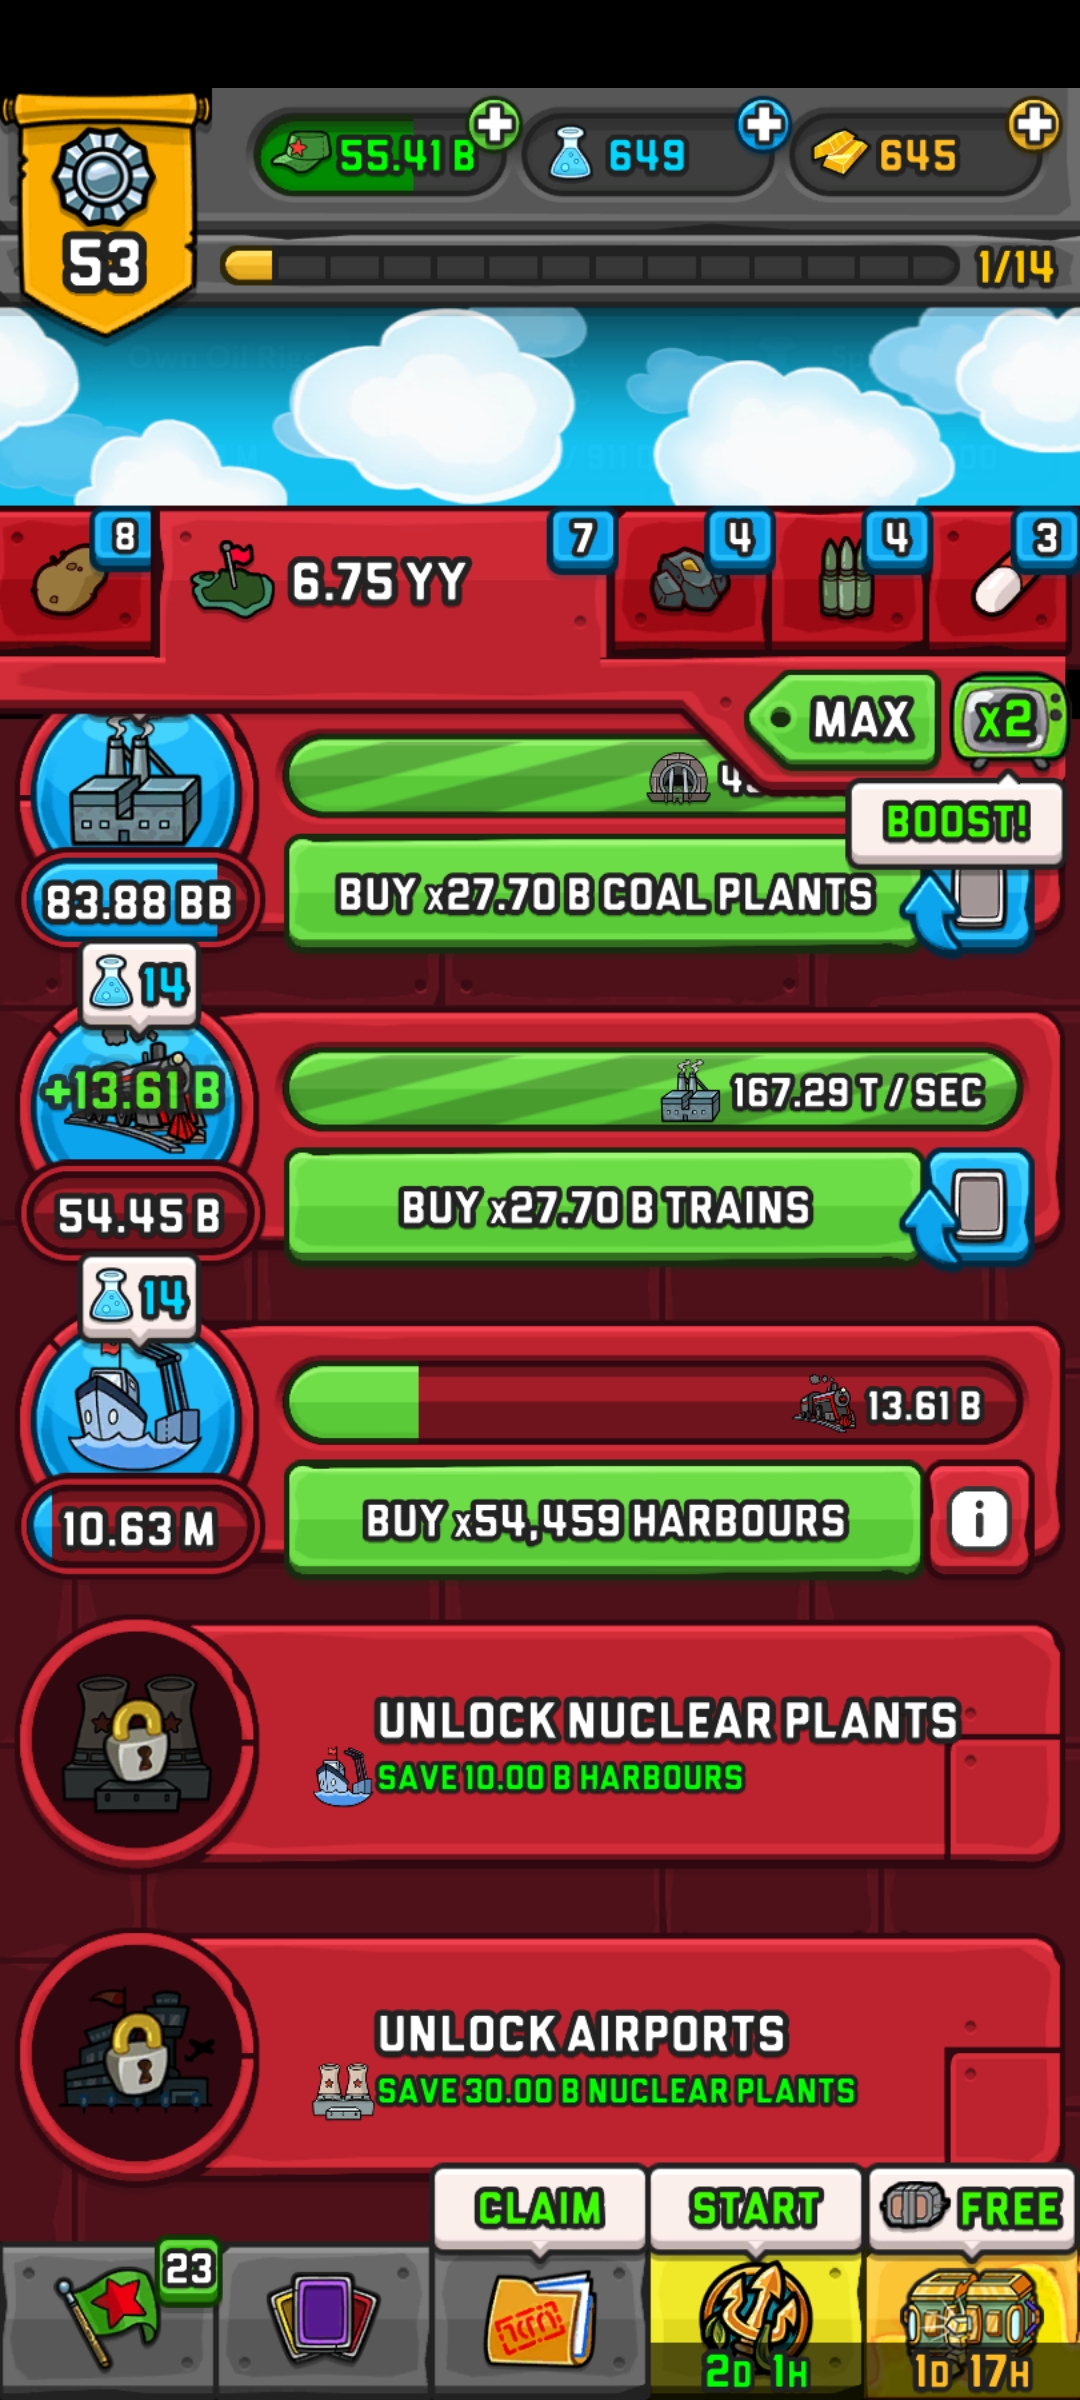 55.41 B
649
645
53
1/14
8
6.75 YY
7
4
4
3
MAX
x2
BOOST!
83.88 BB
BUY x27.70 B COAL PLANTS
14
+13.61 B
167.29 T / SEC
54.45 B
BUY x27.70 B TRAINS
14
13.61 B
10.63 M
BUY x54,459 HARBOURS
i
UNLOCK NUCLEAR PLANTS
SAVE 10.00 B HARBOURS
UNLOCK AIRPORTS
SAVE 30.00 B NUCLEAR PLANTS
CLAIM
START
FREE
23
2D 1H
1D 17H